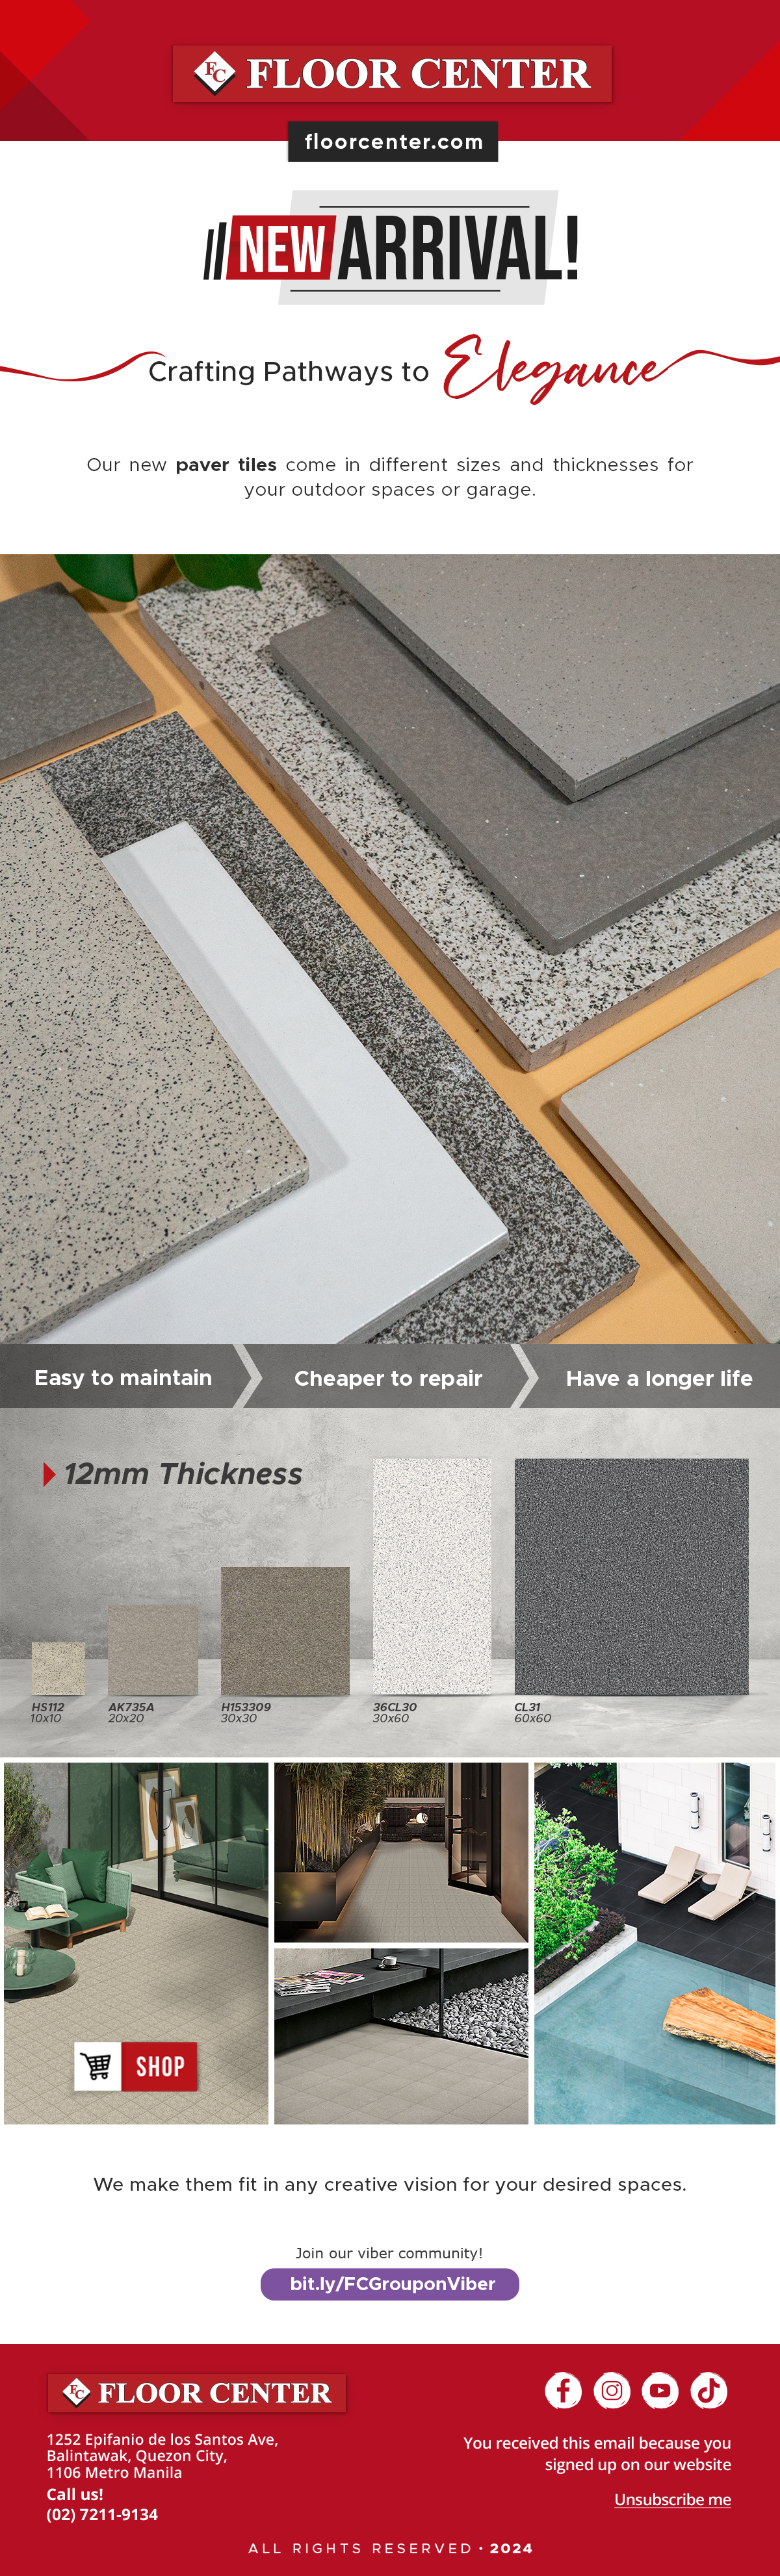 FC FLOOR CENTER
floorcenter.com
NEW ARRIVAL!
Crafting Pathways to Elegance
Our new paver tiles come in different sizes and thicknesses for
your outdoor spaces or garage.
Easy to maintain
Cheaper to repair
Have a longer life
12mm Thickness
HS112
10x10
AK735A
20x20
H153309
30x30
36CL30
30x60
CL31
60x60
SHOP
We make them fit in any creative vision for your desired spaces.
Join our viber community!
bit.ly/FCGrouponViber
FC FLOOR CENTER
1252 Epifanio de los Santos Ave,
Balintawak, Quezon City,
1106 Metro Manila
Call us!
(02) 7211-9134
You received this email because you
signed up on our website
Unsubscribe me
ALL RIGHTS RESERVED • 2024